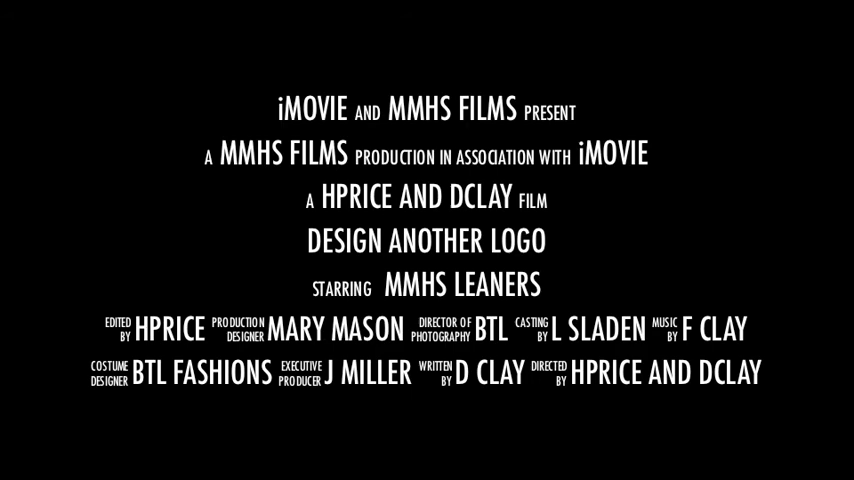 iMOVIE AND MMHS FILMS PRESENT
A MMHS FILMS PRODUCTION IN ASSOCIATION WITH iMOVIE
A HPRICE AND DCLAY FILM
DESIGN ANOTHER LOGO
STARRING MMHS LEANERS
EDITED BY HPRICE PRODUCTION DESIGNER MARY MASON DIRECTOR OF PHOTOGRAPHY BTL CASTING BY L SLADEN MUSIC BY F CLAY
COSTUME DESIGNER BTL FASHIONS EXECUTIVE PRODUCER J MILLER WRITTEN BY D CLAY DIRECTED BY HPRICE AND DCLAY